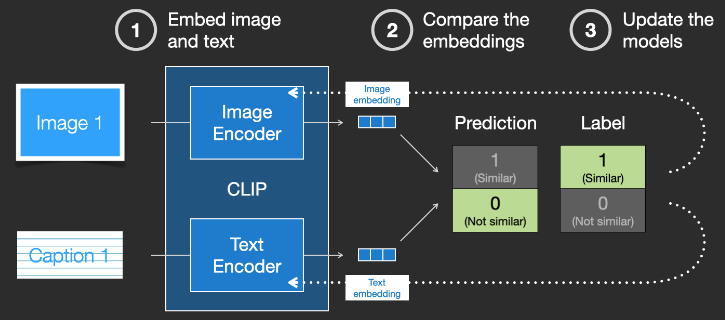 1 Embed image
and text
2 Compare the
embeddings
3 Update the
models
Image 1
Image
Encoder
Image
embedding
CLIP
Prediction
Label
1
(Similar)
1
(Similar)
0
(Not similar)
0
(Not similar)
Caption 1
Text
Encoder
Text
embedding